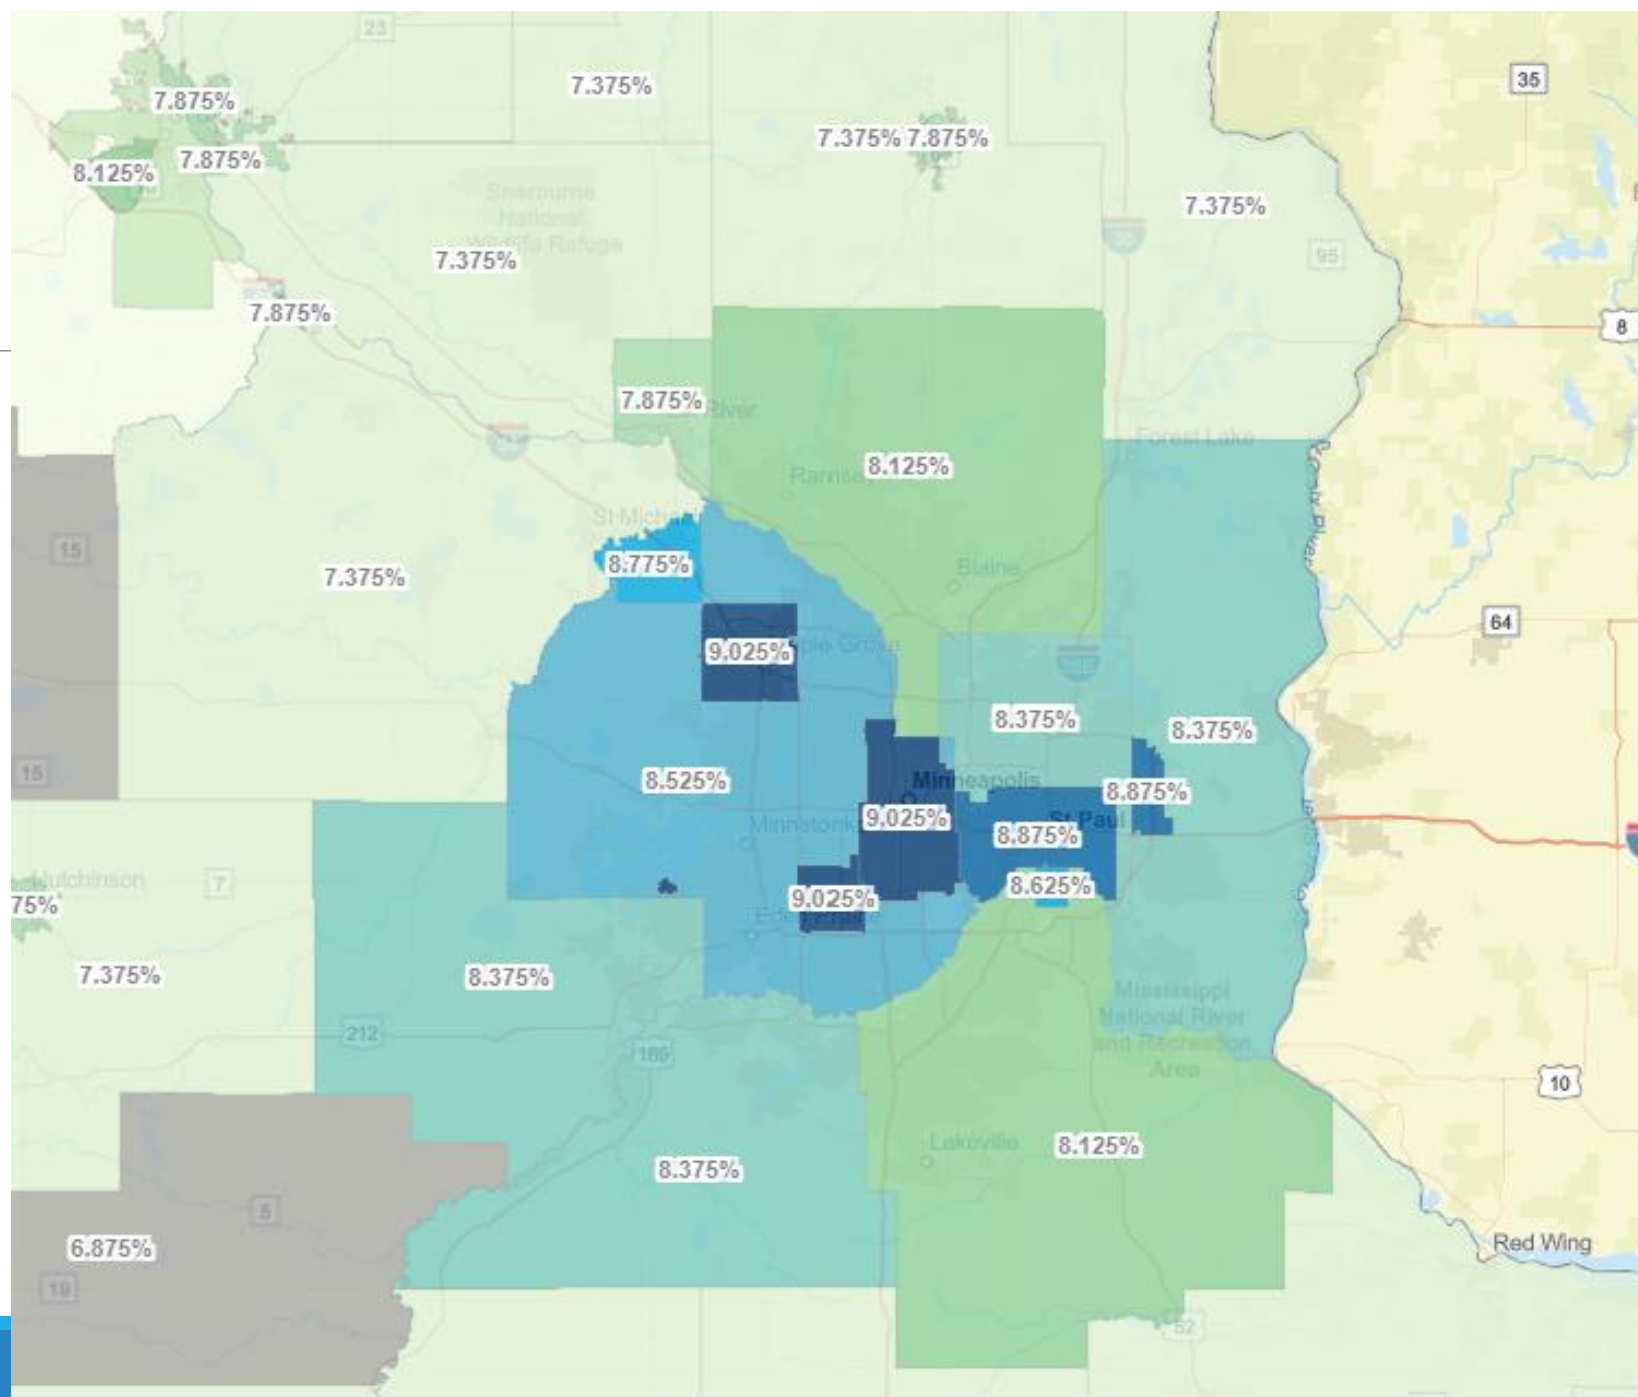 23
7.375%
35
7.875%
7.375% 7.875%
7.875%
8.125%
Sherburne
National
Wildlife Refuge
7.375%
7.375%
95
7.875%
8
7.875%
River
Forest Lake
8.125%
Ramsey
St Michael
St Croix River
15
8.775%
7.375%
Blaine
64
9.025%
Maple Grove
8.375%
8.375%
15
8.525%
Minneapolis
8.875%
9.025%
Minnetonka
St Paul
8.875%
Hutchinson
7
8.625%
75%
9.025%
Eden Prairie
7.375%
8.375%
Mississippi
National River
and Recreation
Area
212
169
10
Lakeville
8.125%
8.375%
5
6.875%
Red Wing
19
52